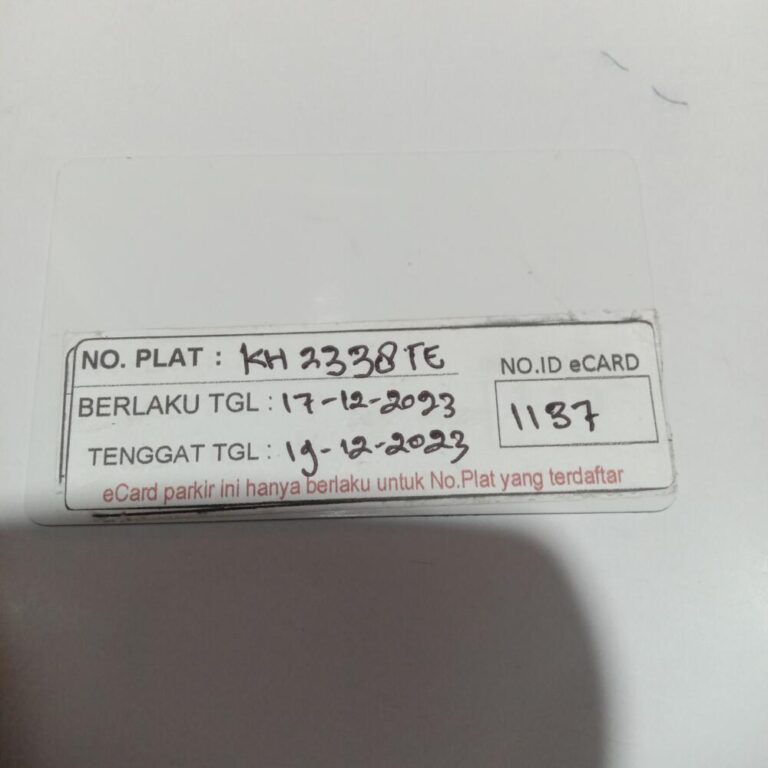 NO. PLAT : KH 2338 TE
BERLAKU TGL : 17-12-2023
TENGGAT TGL : 19-12-2023
NO.ID eCARD
1137
eCard parkir ini hanya berlaku untuk No.Plat yang terdaftar